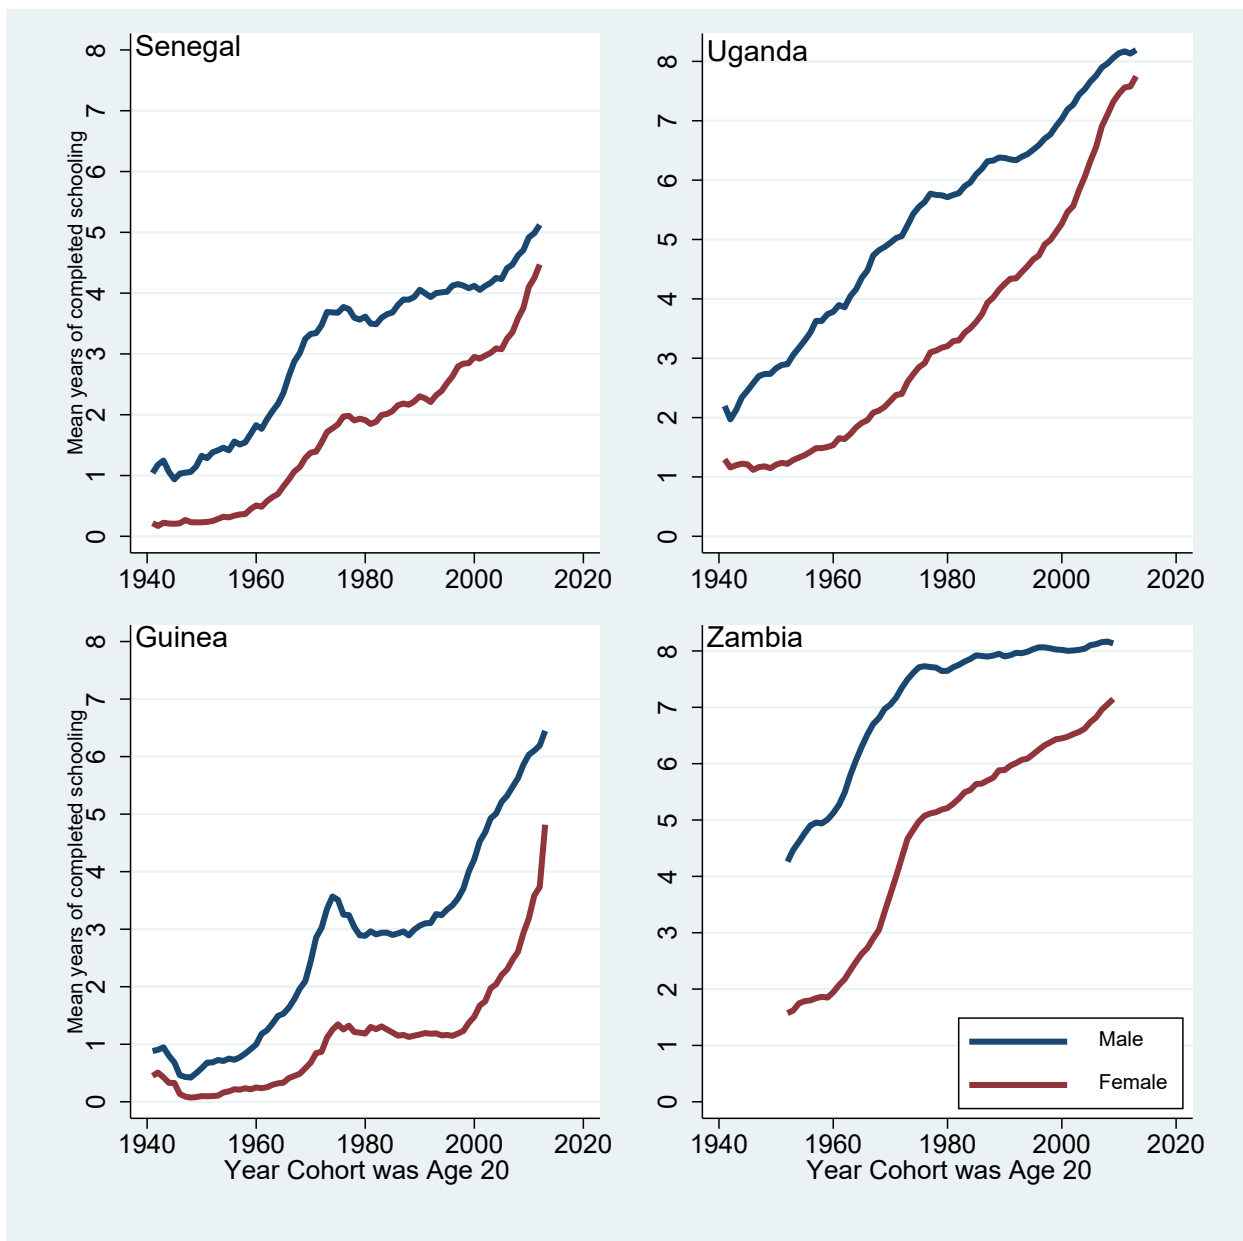 Senegal
Mean years of completed schooling
8
7
6
5
4
3
2
1
0
1940 1960 1980 2000 2020
Uganda
8
7
6
5
4
3
2
1
0
1940 1960 1980 2000 2020
Guinea
Mean years of completed schooling
8
7
6
5
4
3
2
1
0
1940 1960 1980 2000 2020
Year Cohort was Age 20
Zambia
8
7
6
5
4
3
2
1
0
Male
Female
1940 1960 1980 2000 2020
Year Cohort was Age 20